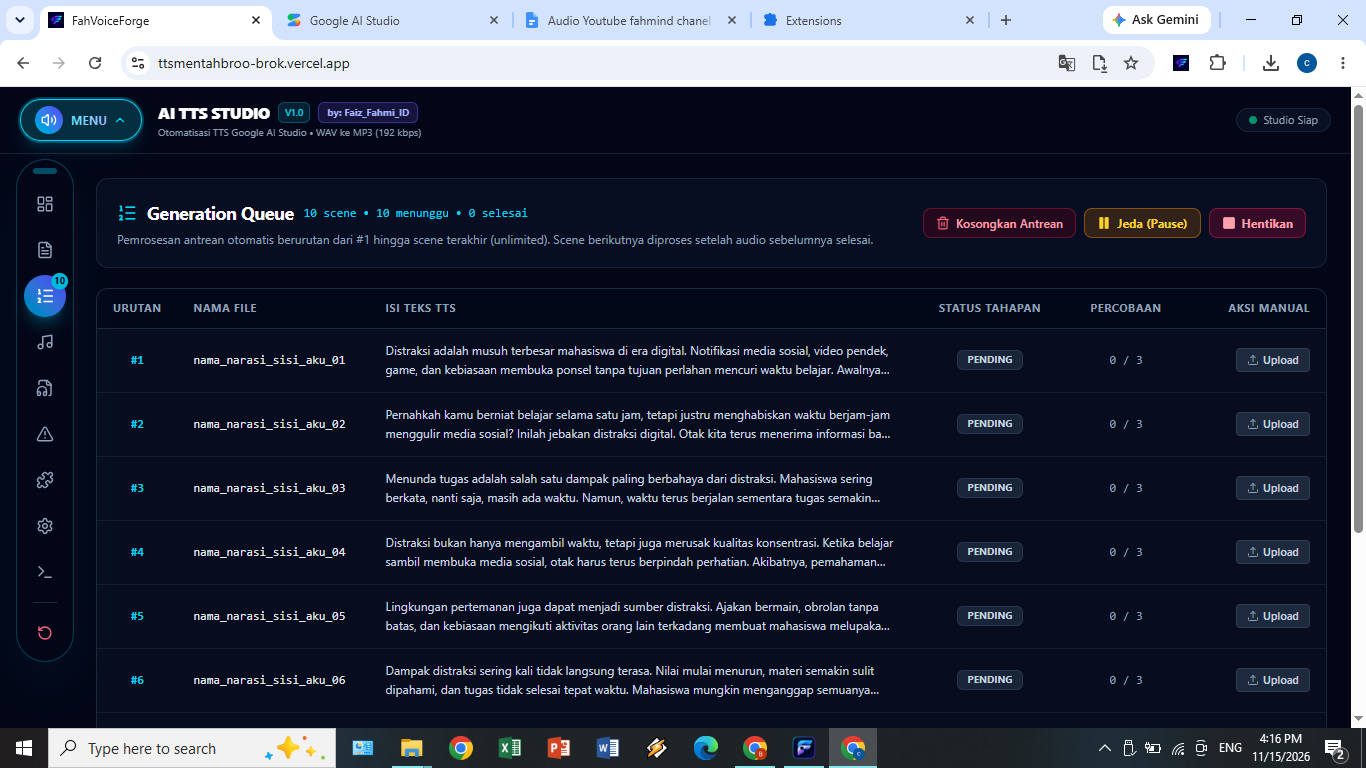 FahVoiceForge
Google AI Studio
Audio Youtube fahmind chanel
Extensions
Ask Gemini
ttsmentahbroo-brok.vercel.app
c
MENU
AI TTS STUDIO
V1.0
by: Faiz_Fahmi_ID
Otomatisasi TTS Google AI Studio • WAV ke MP3 (192 kbps)
Studio Siap
10
Generation Queue
10 scene • 10 menunggu • 0 selesai
Pemrosesan antrean otomatis berurutan dari #1 hingga scene terakhir (unlimited). Scene berikutnya diproses setelah audio sebelumnya selesai.
Kosongkan Antrean
Jeda (Pause)
Hentikan
URUTAN NAMA FILE ISI TEKS TTS STATUS TAHAPAN PERCOBAAN AKSI MANUAL
#1 nama_narasi_sisi_aku_01
Distraksi adalah musuh terbesar mahasiswa di era digital. Notifikasi media sosial, video pendek,
game, dan kebiasaan membuka ponsel tanpa tujuan perlahan mencuri waktu belajar. Awalnya...
PENDING 0 / 3 Upload
#2 nama_narasi_sisi_aku_02
Pernahkah kamu berniat belajar selama satu jam, tetapi justru menghabiskan waktu berjam-jam
menggulir media sosial? Inilah jebakan distraksi digital. Otak kita terus menerima informasi ba...
PENDING 0 / 3 Upload
#3 nama_narasi_sisi_aku_03
Menunda tugas adalah salah satu dampak paling berbahaya dari distraksi. Mahasiswa sering
berkata, nanti saja, masih ada waktu. Namun, waktu terus berjalan sementara tugas semakin...
PENDING 0 / 3 Upload
#4 nama_narasi_sisi_aku_04
Distraksi bukan hanya mengambil waktu, tetapi juga merusak kualitas konsentrasi. Ketika belajar
sambil membuka media sosial, otak harus terus berpindah perhatian. Akibatnya, pemahaman...
PENDING 0 / 3 Upload
#5 nama_narasi_sisi_aku_05
Lingkungan pertemanan juga dapat menjadi sumber distraksi. Ajakan bermain, obrolan tanpa
batas, dan kebiasaan mengikuti aktivitas orang lain terkadang membuat mahasiswa melupaka...
PENDING 0 / 3 Upload
#6 nama_narasi_sisi_aku_06
Dampak distraksi sering kali tidak langsung terasa. Nilai mulai menurun, materi semakin sulit
dipahami, dan tugas tidak selesai tepat waktu. Mahasiswa mungkin menganggap semuanya...
PENDING 0 / 3 Upload
Type here to search
ENG
4:16 PM
11/15/2026
2